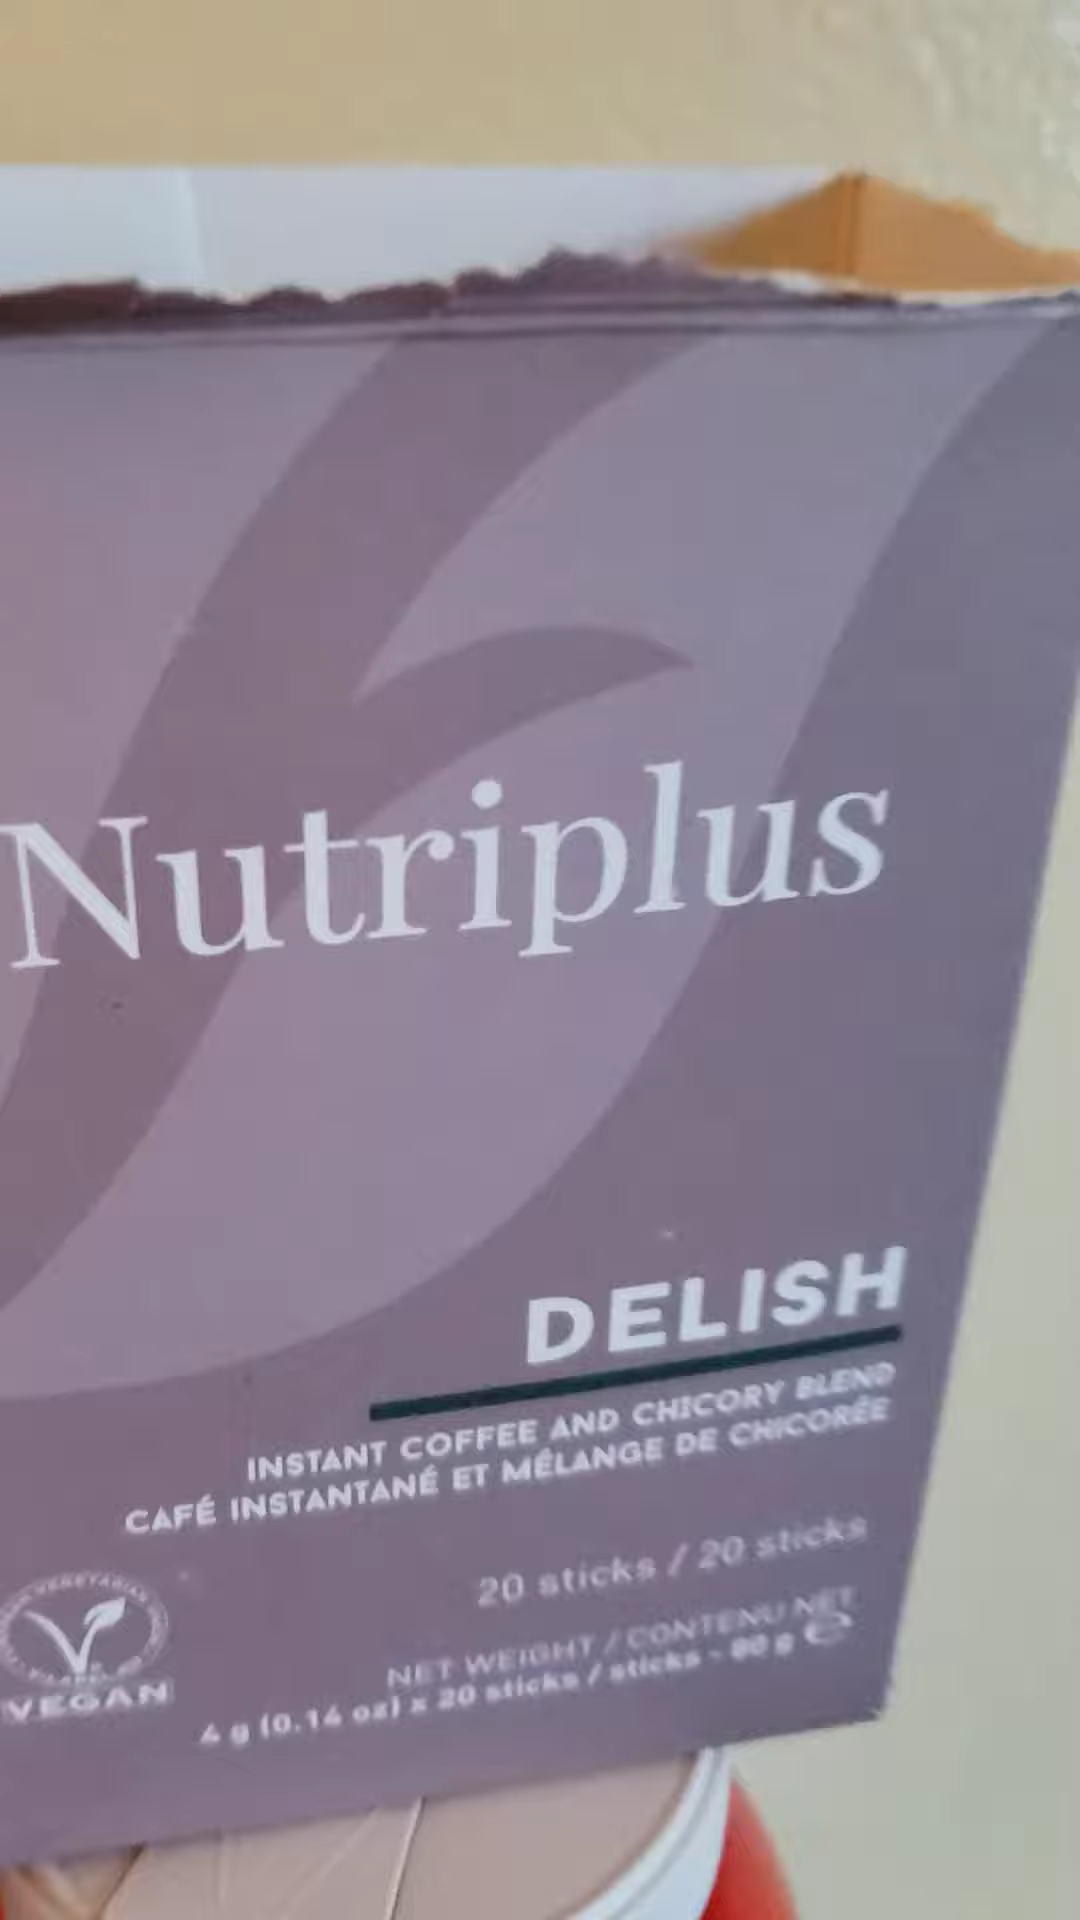 Nutriplus
DELISH
INSTANT COFFEE AND CHICORY BLEND
CAFÉ INSTANTANÉ ET MÉLANGE DE CHICORÉE
20 sticks / 20 sticks
NET WEIGHT / CONTENU NET
4 g (0.14 oz) x 20 sticks / sticks - 80 g e
VEGETARIAN
VEGAN